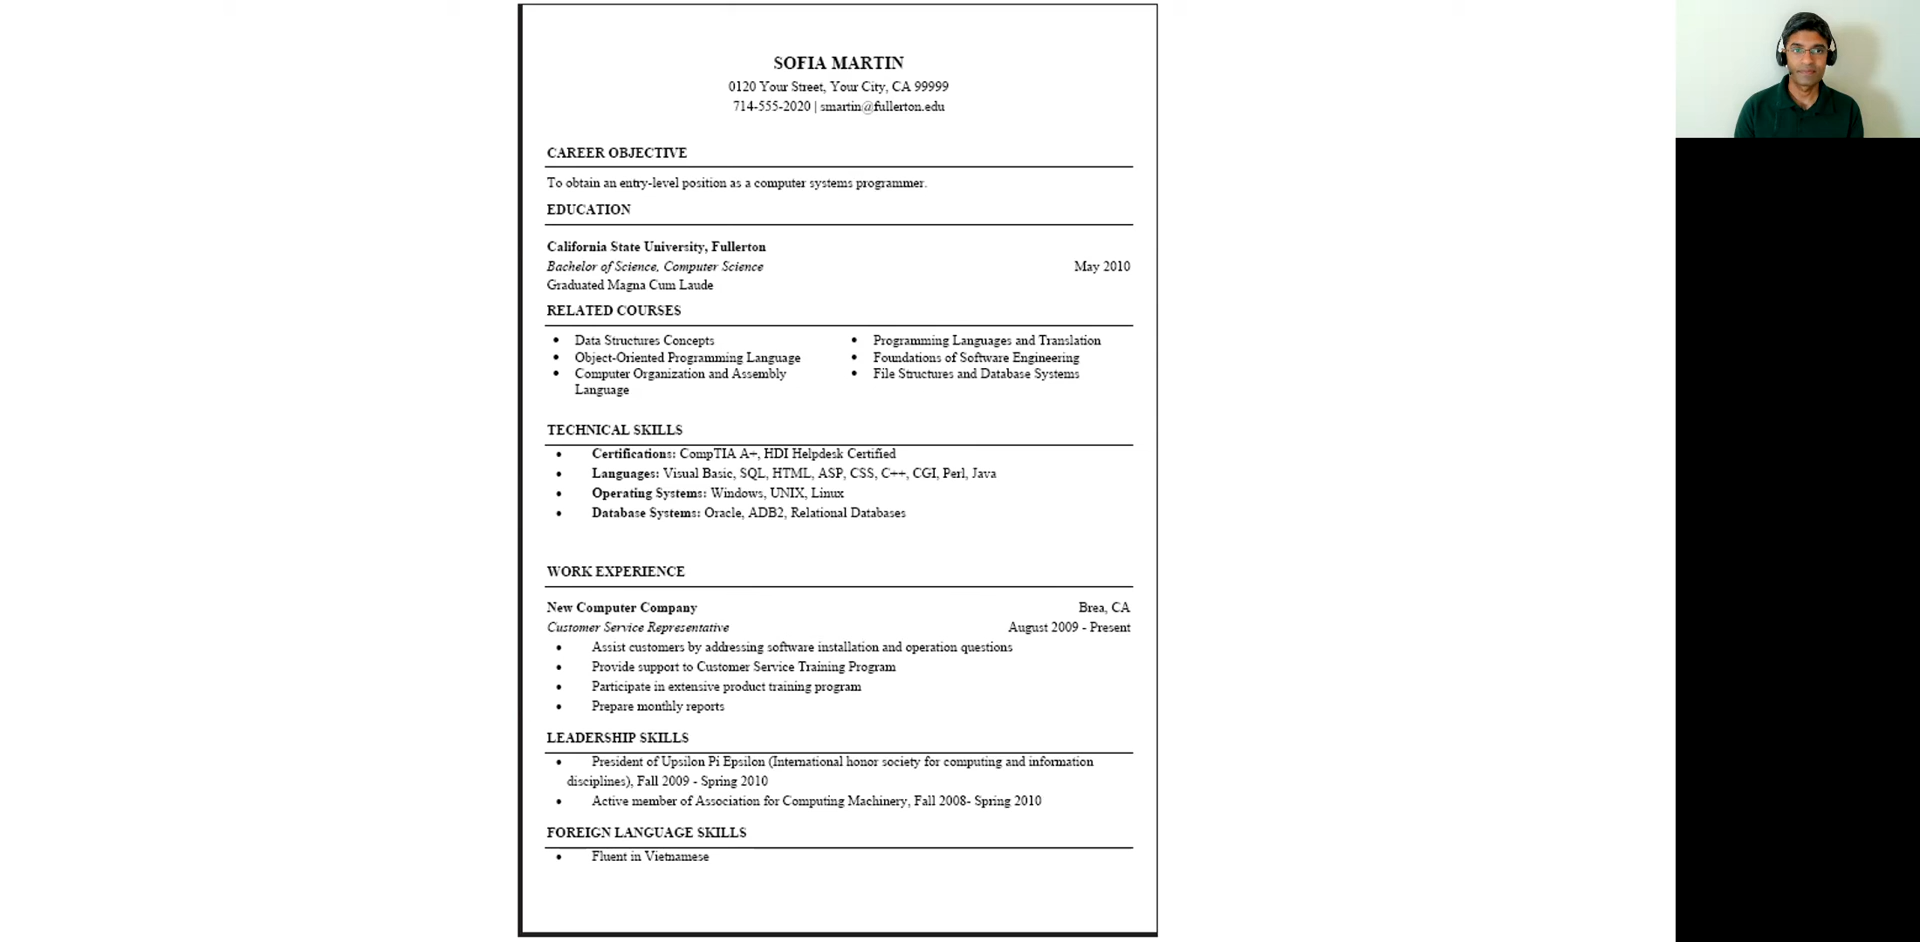 SOFIA MARTIN
0120 Your Street, Your City, CA 99999
714-555-2020 | smartin@fullerton.edu
CAREER OBJECTIVE
To obtain an entry-level position as a computer systems programmer.
EDUCATION
California State University, Fullerton
Bachelor of Science, Computer Science May 2010
Graduated Magna Cum Laude
RELATED COURSES
• Data Structures Concepts
• Object-Oriented Programming Language
• Computer Organization and Assembly
Language
• Programming Languages and Translation
• Foundations of Software Engineering
• File Structures and Database Systems
TECHNICAL SKILLS
• Certifications: CompTIA A+, HDI Helpdesk Certified
• Languages: Visual Basic, SQL, HTML, ASP, CSS, C++, CGI, Perl, Java
• Operating Systems: Windows, UNIX, Linux
• Database Systems: Oracle, ADB2, Relational Databases
WORK EXPERIENCE
New Computer Company Brea, CA
Customer Service Representative August 2009 - Present
• Assist customers by addressing software installation and operation questions
• Provide support to Customer Service Training Program
• Participate in extensive product training program
• Prepare monthly reports
LEADERSHIP SKILLS
• President of Upsilon Pi Epsilon (International honor society for computing and information
disciplines), Fall 2009 - Spring 2010
• Active member of Association for Computing Machinery, Fall 2008- Spring 2010
FOREIGN LANGUAGE SKILLS
• Fluent in Vietnamese